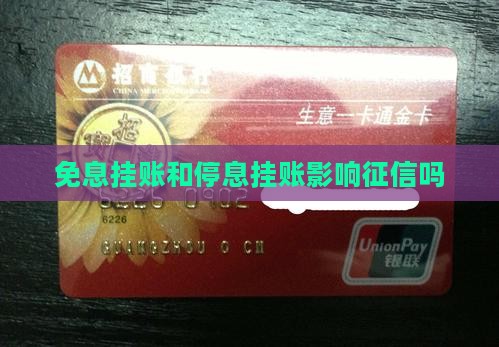 招商银行
CHINA MERCHANTS BANK
生意一卡通金卡
免息挂账和停息挂账影响征信吗
6226
GUANGZHOU O CM
UnionPay
银联